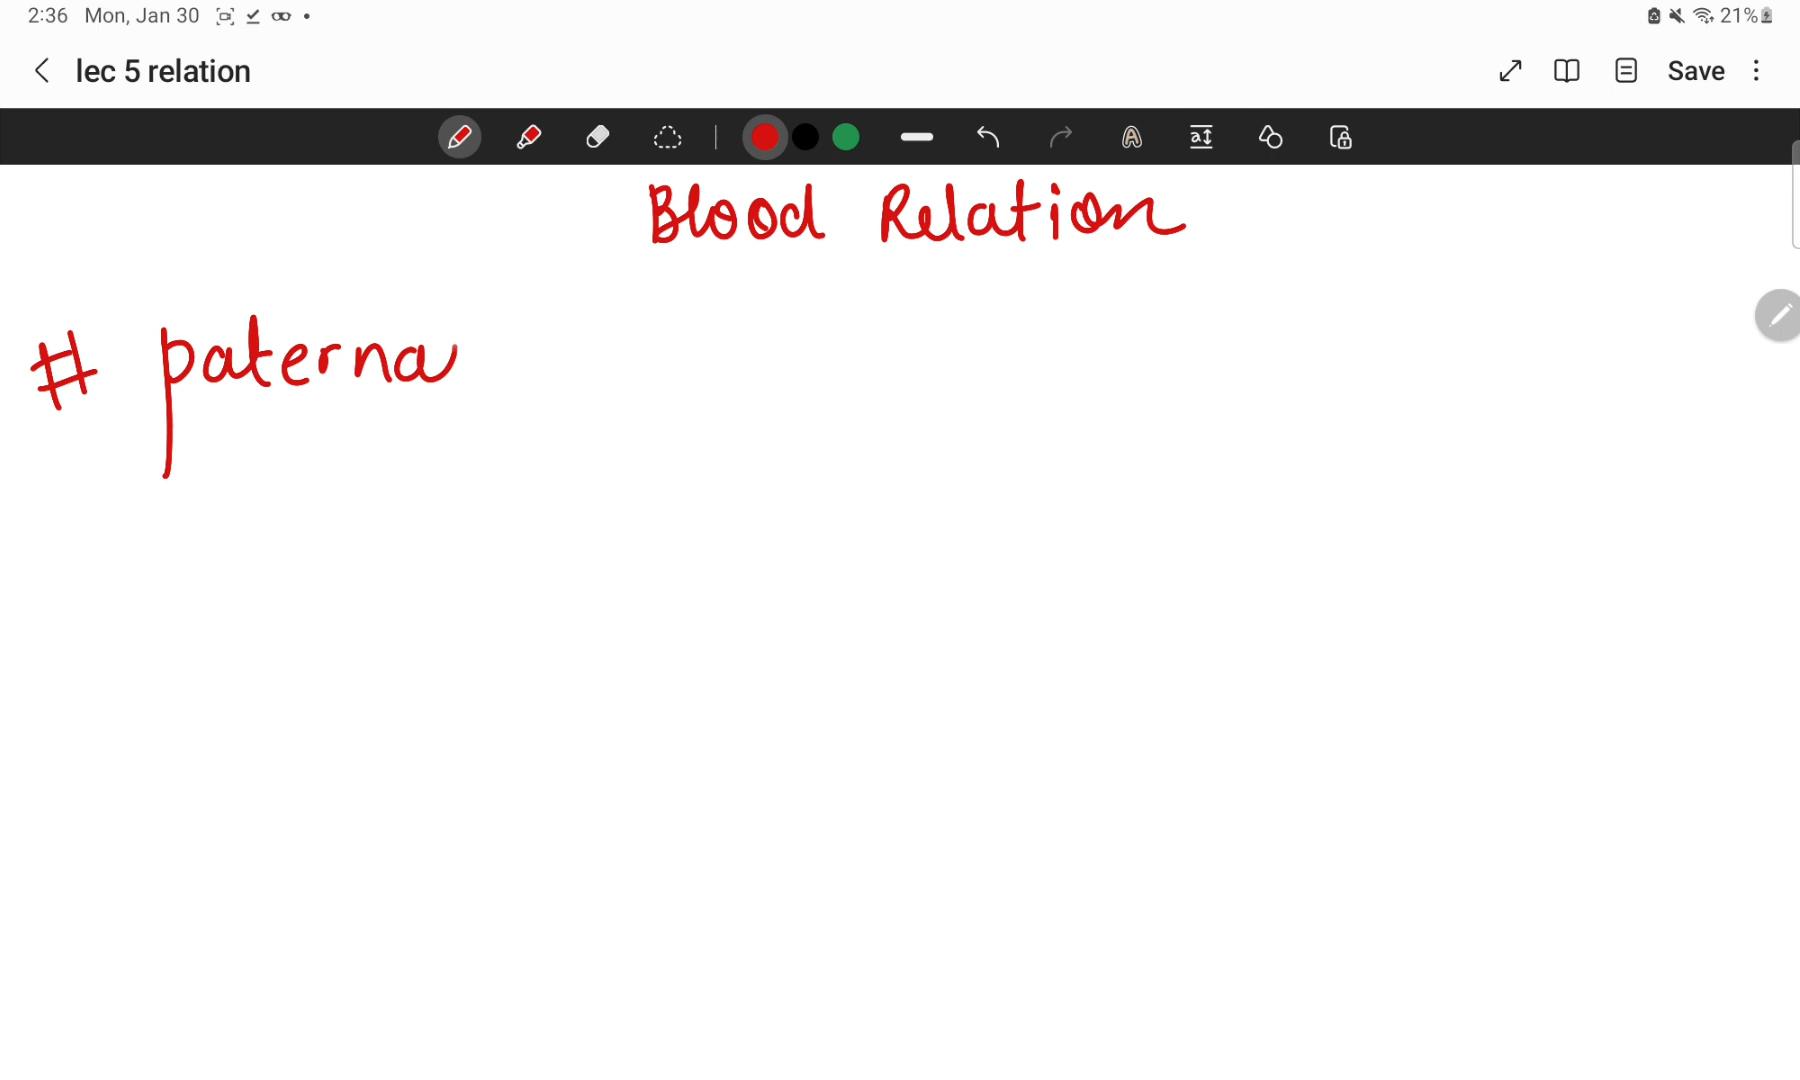 2:36 Mon, Jan 30 21%
lec 5 relation Save
Blood Relation
# paterna